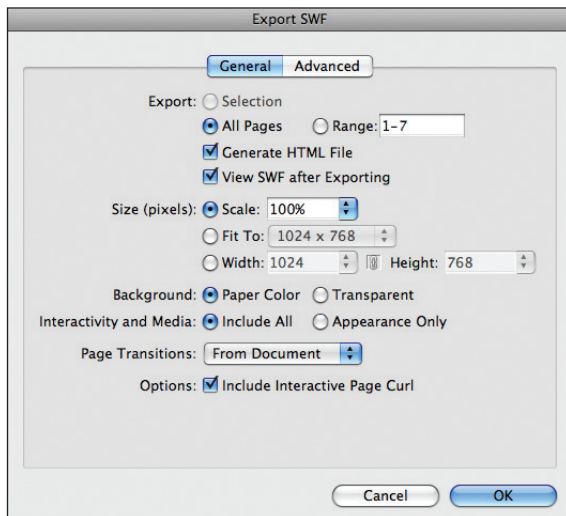 Export SWF
General Advanced
Export: Selection
All Pages Range: 1-7
Generate HTML File
View SWF after Exporting
Size (pixels): Scale: 100%
Fit To: 1024 x 768
Width: 1024 Height: 768
Background: Paper Color Transparent
Interactivity and Media: Include All Appearance Only
Page Transitions: From Document
Options: Include Interactive Page Curl
Cancel OK